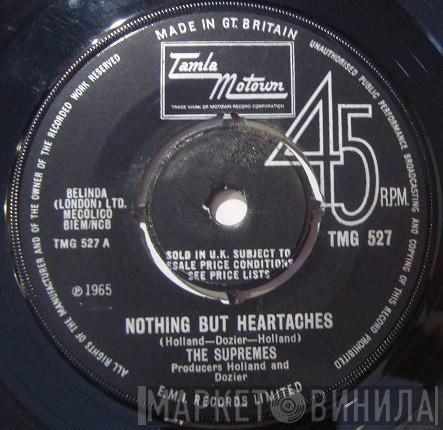 MADE IN GT. BRITAIN
UNAUTHORISED PUBLIC PERFORMANCE BROADCASTING AND COPYING OF THIS RECORD PROHIBITED
ALL RIGHTS OF THE MANUFACTURER AND OF THE OWNER OF THE RECORDED WORK RESERVED
Tamla
Motown
TRADE MARK OF MOTOWN RECORD CORPORATION
45
R.P.M.
BELINDA
(LONDON) LTD.
MECOLICO
BIEM/NCB
TMG 527 A
TMG 527
SOLD IN U.K. SUBJECT TO
RESALE PRICE CONDITIONS
SEE PRICE LISTS
℗ 1965
NOTHING BUT HEARTACHES
(Holland—Dozier—Holland)
THE SUPREMES
Producers Holland and
Dozier
E.M.I. RECORDS LIMITED
МАРКЕТ ВИНИЛА